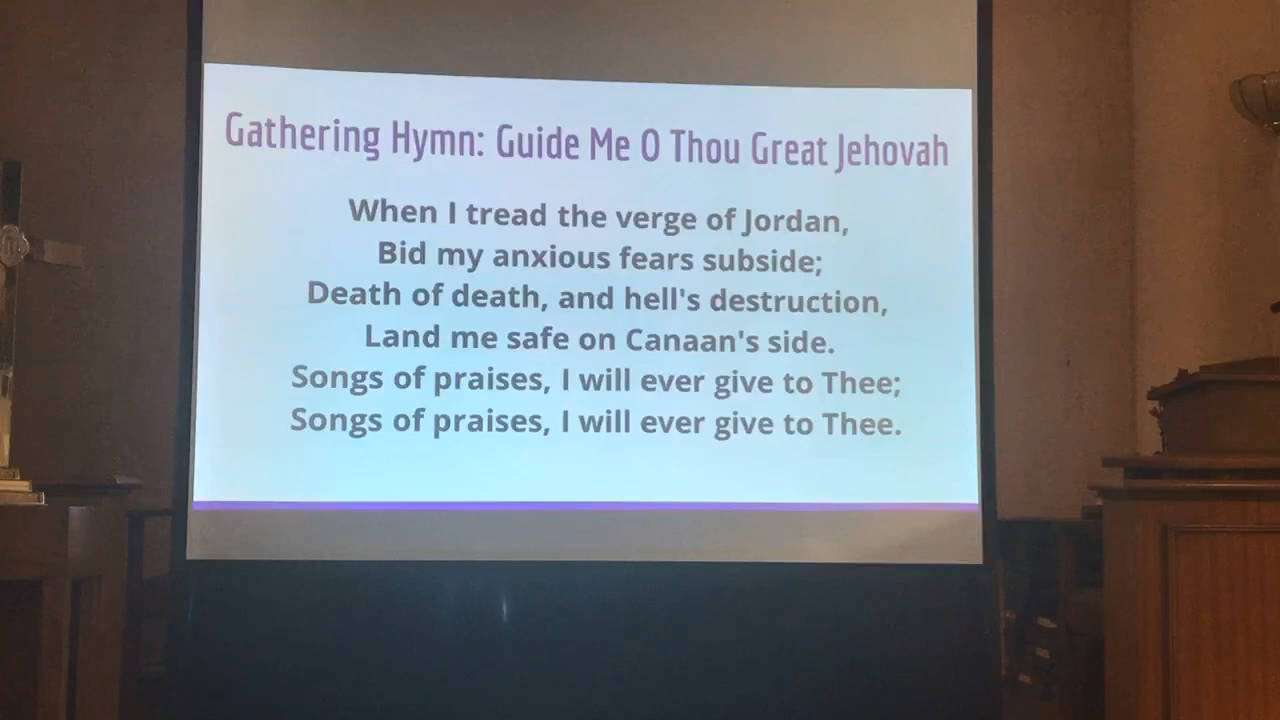 Gathering Hymn: Guide Me O Thou Great Jehovah
When I tread the verge of Jordan,
Bid my anxious fears subside;
Death of death, and hell's destruction,
Land me safe on Canaan's side.
Songs of praises, I will ever give to Thee;
Songs of praises, I will ever give to Thee.